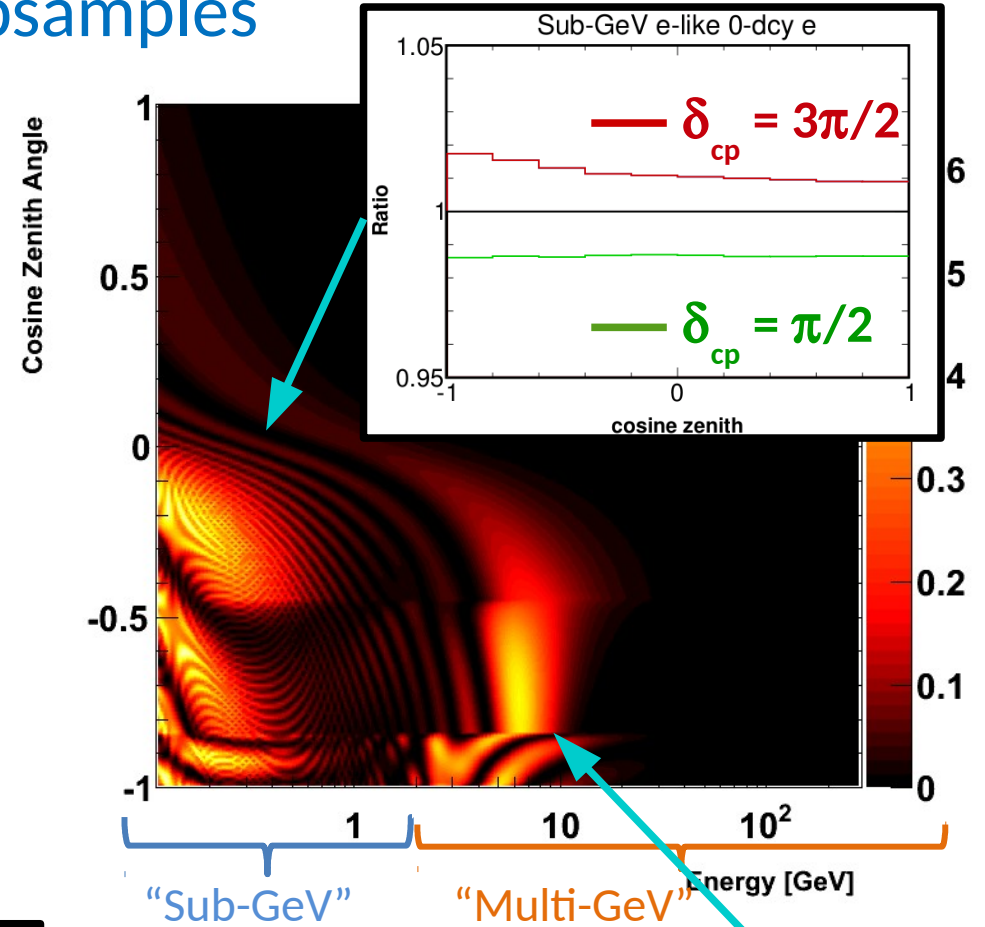 Sub-GeV e-like 0-dcy e
1.05
δcp = 3π/2
Ratio
1
δcp = π/2
0.95
-1
0
1
cosine zenith
Cosine Zenith Angle
1
0.5
0
-0.5
-1
6
5
4
0.3
0.2
0.1
0
1
10
10²
Energy [GeV]
“Sub-GeV”
“Multi-GeV”